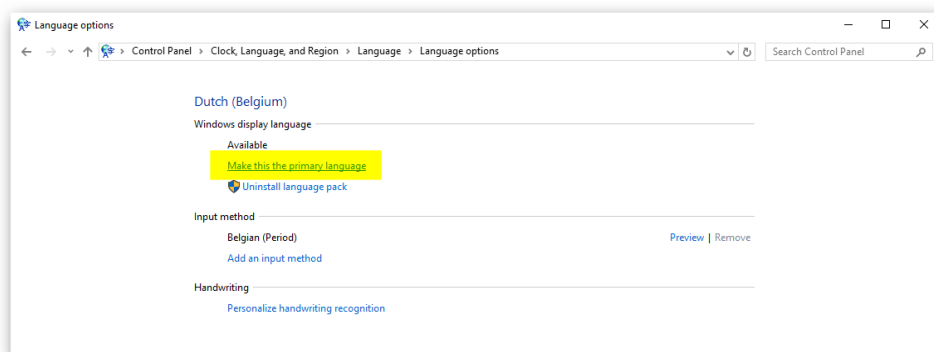 Language options
Control Panel > Clock, Language, and Region > Language > Language options
Search Control Panel
Dutch (Belgium)
Windows display language
Available
Make this the primary language
Uninstall language pack
Input method
Belgian (Period) Preview | Remove
Add an input method
Handwriting
Personalize handwriting recognition